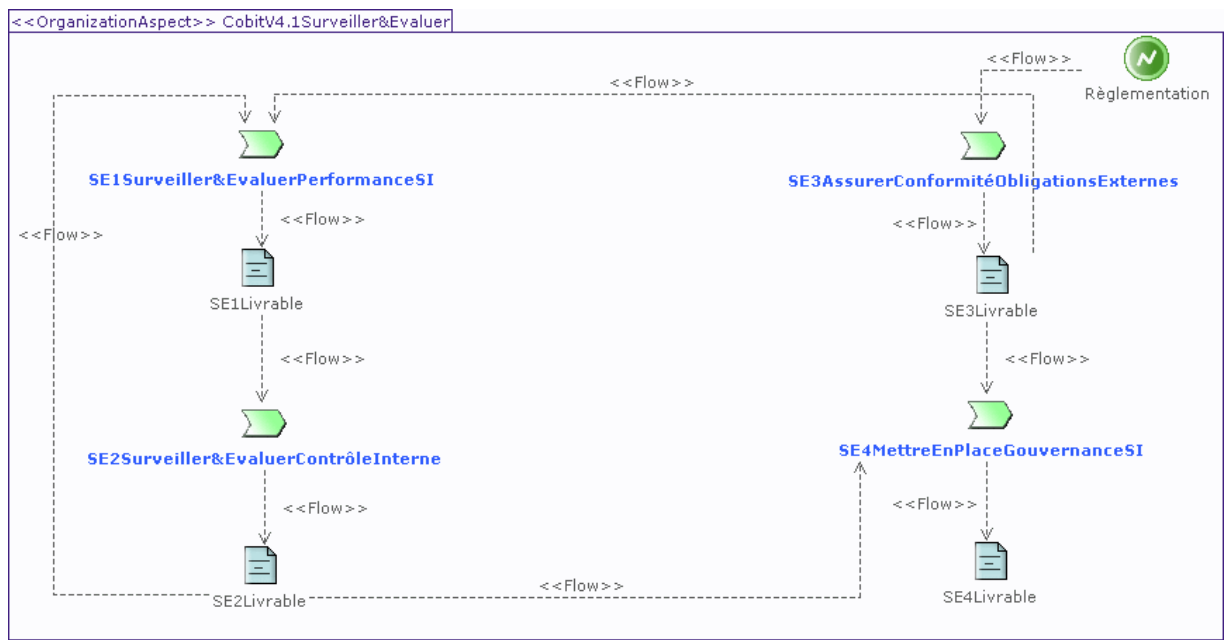 <<OrganizationAspect>> CobitV4.1Surveiller&Evaluer
<<Flow>>
Règlementation
<<Flow>>
SE1Surveiller&EvaluerPerformanceSI
SE3AssurerConformitéObligationsExternes
<<Flow>>
<<Flow>>
<<Flow>>
SE1Livrable
SE3Livrable
<<Flow>>
<<Flow>>
SE2Surveiller&EvaluerContrôleInterne
SE4MettreEnPlaceGouvernanceSI
<<Flow>>
<<Flow>>
<<Flow>>
SE2Livrable
SE4Livrable